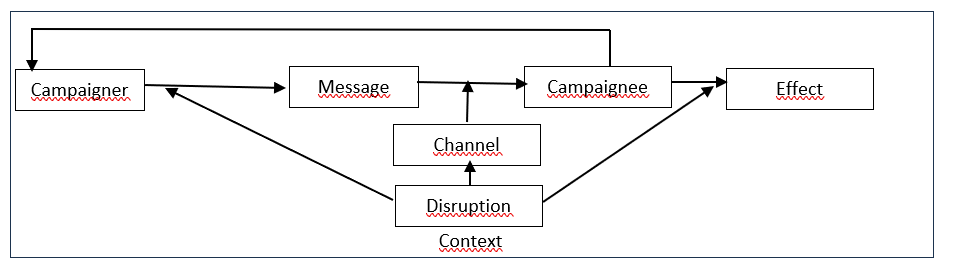 Campaigner
Message
Campaignee
Effect
Channel
Disruption
Context